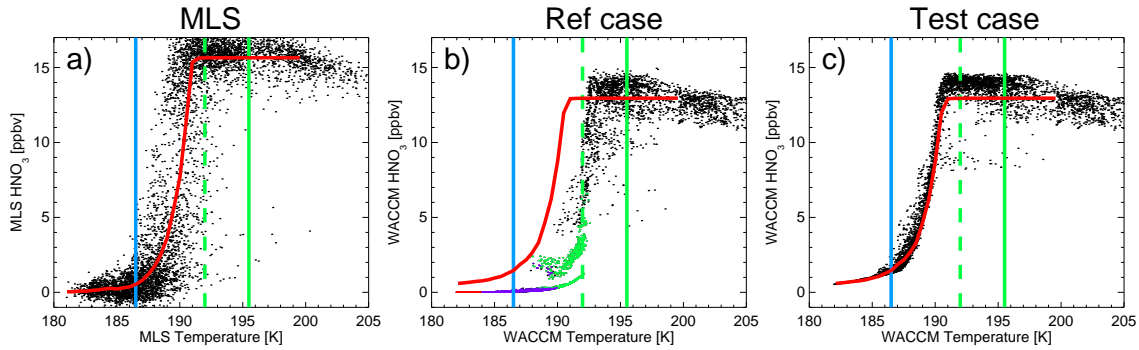 MLS
Ref case
Test case
a)
b)
c)
MLS HNO3 [ppbv]
WACCM HNO3 [ppbv]
WACCM HNO3 [ppbv]
15
10
5
0
15
10
5
0
15
10
5
0
180 185 190 195 200 205
180 185 190 195 200 205
180 185 190 195 200 205
MLS Temperature [K]
WACCM Temperature [K]
WACCM Temperature [K]